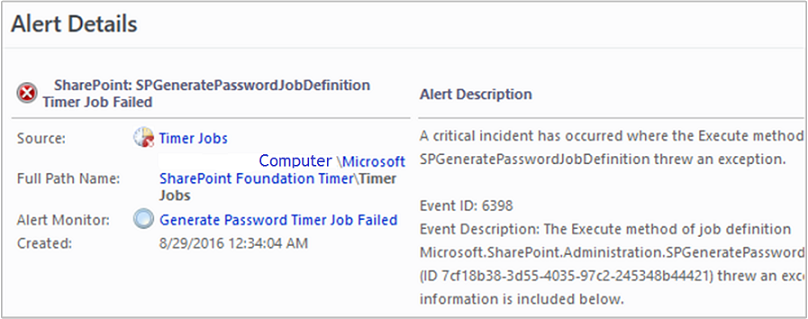 Alert Details
SharePoint: SPGeneratePasswordJobDefinition
Timer Job Failed
Source: Timer Jobs
Computer \Microsoft
Full Path Name: SharePoint Foundation Timer\Timer
Jobs
Alert Monitor: Generate Password Timer Job Failed
Created: 8/29/2016 12:34:04 AM
Alert Description
A critical incident has occurred where the Execute method
SPGeneratePasswordJobDefinition threw an exception.
Event ID: 6398
Event Description: The Execute method of job definition
Microsoft.SharePoint.Administration.SPGeneratePassword
(ID 7cf18b38-3d55-4035-97c2-245348b44421) threw an exc
information is included below.